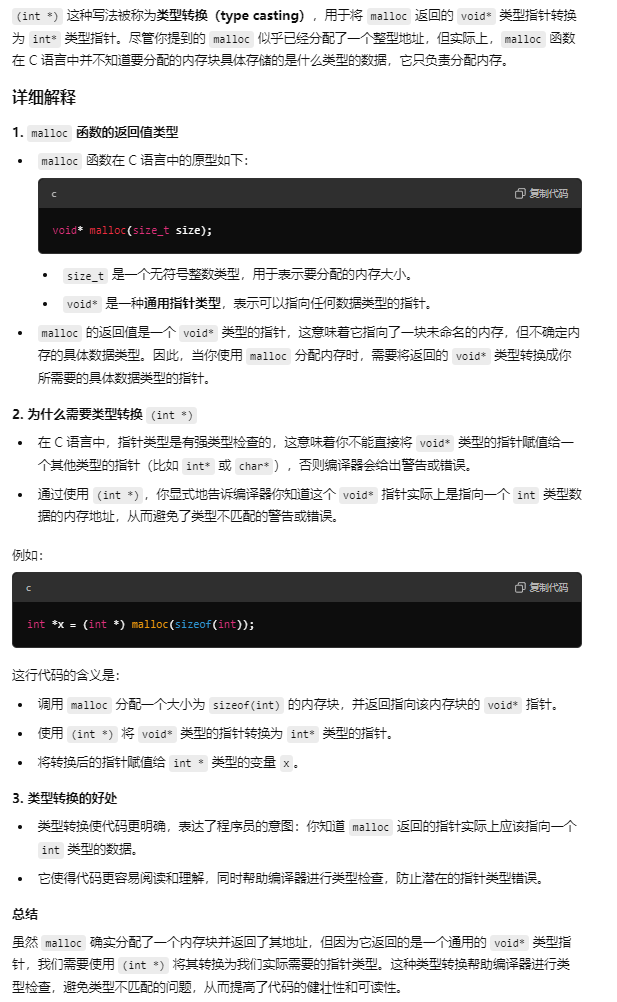 (int *) 这种写法被称为类型转换（type casting），用于将 malloc 返回的 void* 类型指针转换
为 int* 类型指针。尽管你提到的 malloc 似乎已经分配了一个整型地址，但实际上，malloc 函数
在 C 语言中并不知道要分配的内存块具体存储的是什么类型的数据，它只负责分配内存。
详细解释
1. malloc 函数的返回值类型
• malloc 函数在 C 语言中的原型如下：
c 复制代码
void* malloc(size_t size);
• size_t 是一个无符号整数类型，用于表示要分配的内存大小。
• void* 是一种通用指针类型，表示可以指向任何数据类型的指针。
• malloc 的返回值是一个 void* 类型的指针，这意味着它指向了一块未命名的内存，但不确定内
存的具体数据类型。因此，当你使用 malloc 分配内存时，需要将返回的 void* 类型转换成你
所需要的具体数据类型的指针。
2. 为什么需要类型转换 (int *)
• 在 C 语言中，指针类型是有强类型检查的，这意味着你不能直接将 void* 类型的指针赋值给一
个其他类型的指针（比如 int* 或 char*），否则编译器会给出警告或错误。
• 通过使用 (int *)，你显式地告诉编译器你知道这个 void* 指针实际上是指向一个 int 类型数
据的内存地址，从而避免了类型不匹配的警告或错误。
例如：
c 复制代码
int *x = (int *) malloc(sizeof(int));
这行代码的含义是：
• 调用 malloc 分配一个大小为 sizeof(int) 的内存块，并返回指向该内存块的 void* 指针。
• 使用 (int *) 将 void* 类型的指针转换为 int* 类型的指针。
• 将转换后的指针赋值给 int * 类型的变量 x。
3. 类型转换的好处
• 类型转换使代码更明确，表达了程序员的意图：你知道 malloc 返回的指针实际上应该指向一个
int 类型的数据。
• 它使得代码更容易阅读和理解，同时帮助编译器进行类型检查，防止潜在的指针类型错误。
总结
虽然 malloc 确实分配了一个内存块并返回了其地址，但因为它返回的是一个通用的 void* 类型指
针，我们需要使用 (int *) 将其转换为我们实际需要的指针类型。这种类型转换帮助编译器进行类
型检查，避免类型不匹配的问题，从而提高了代码的健壮性和可读性。